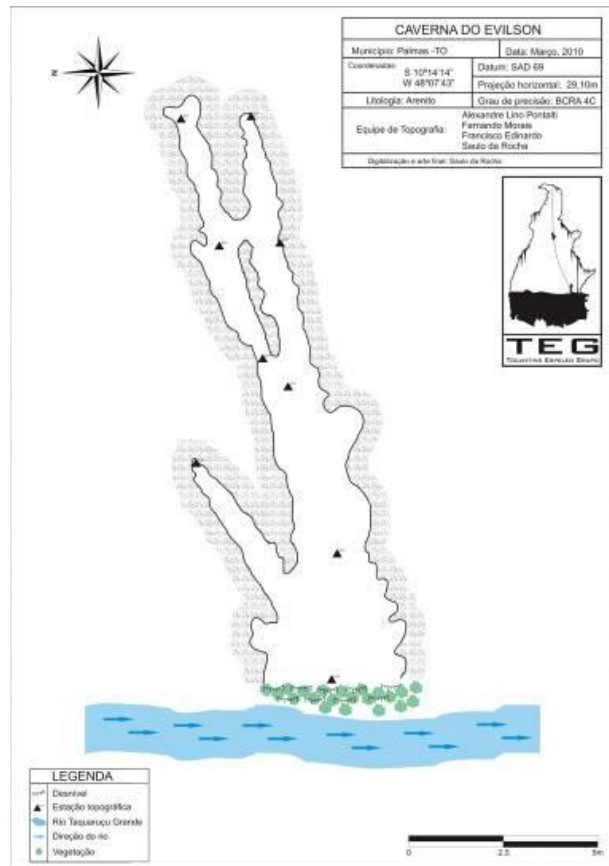 CAVERNA DO EVILSON
Município: Palmas -TO
Data: Março, 2010
Coordenadas:
S 10°14'14"
W 48°07'43"
Datum: SAD 69
Projeção horizontal: 29,10m
Litologia: Arenito
Grau de precisão: BCRA 4C
Equipe de Topografia:
Alexandre Lino Pontalti
Fernando Morais
Francisco Edinardo
Saulo da Rocha
Digitalização e arte final: Saulo da Rocha
N
TEG
TOCANTINS ESPELEO GRUPO
LEGENDA
Desnível
Estação topográfica
Rio Taquaruçu Grande
Direção do rio
Vegetação
0 2,5 5m